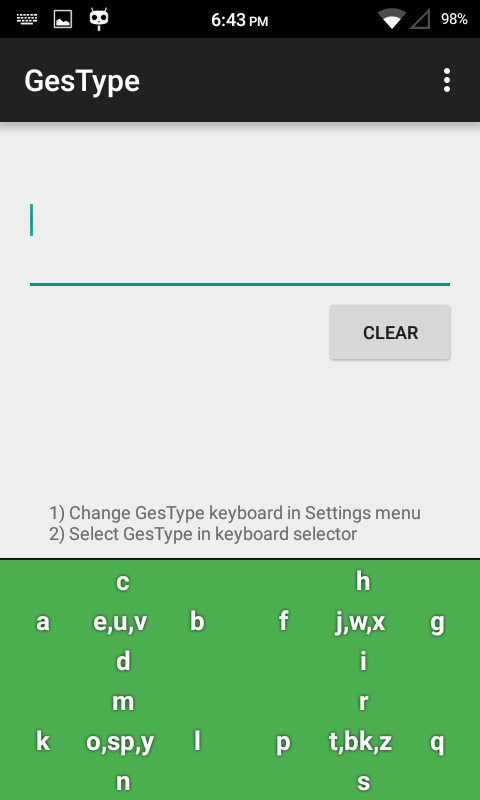 6:43 PM 98%
GesType
CLEAR
1) Change GesType keyboard in Settings menu
2) Select GesType in keyboard selector
c h
a e,u,v b f j,w,x g
d i
m r
k o,sp,y l p t,bk,z q
n s